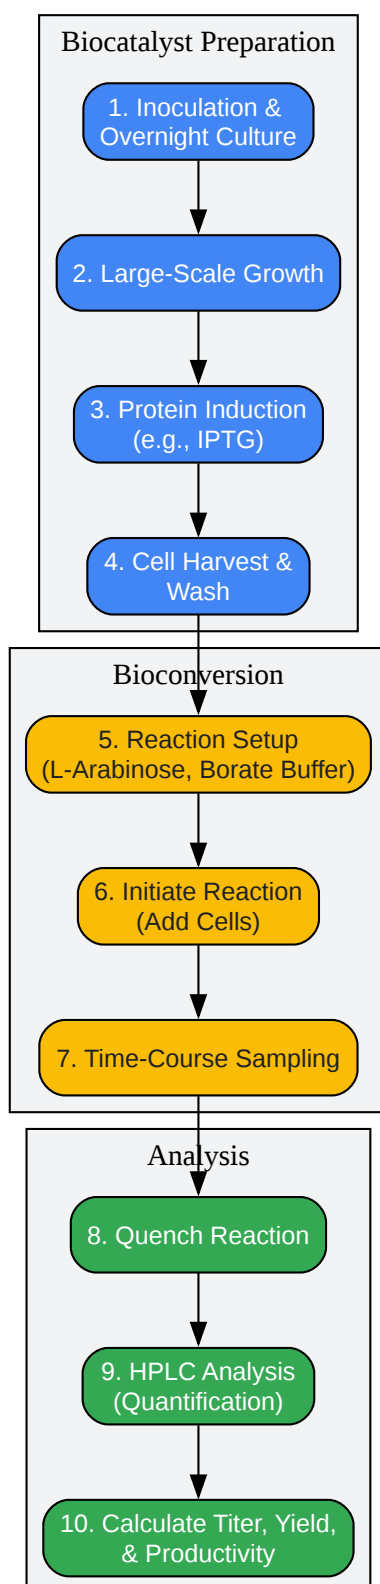 Biocatalyst Preparation
1. Inoculation &
Overnight Culture
2. Large-Scale Growth
3. Protein Induction
(e.g., IPTG)
4. Cell Harvest &
Wash
Bioconversion
5. Reaction Setup
(L-Arabinose, Borate Buffer)
6. Initiate Reaction
(Add Cells)
7. Time-Course Sampling
Analysis
8. Quench Reaction
9. HPLC Analysis
(Quantification)
10. Calculate Titer, Yield,
& Productivity